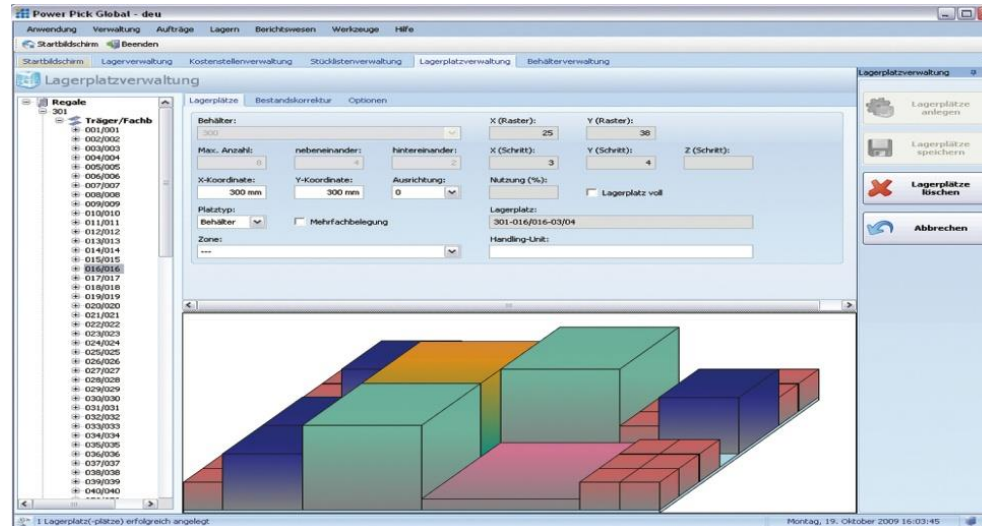 Power Pick Global - deu
Anwendung Verwaltung Aufträge Lagern Berichtswesen Werkzeuge Hilfe
Startbildschirm Beenden
Startbildschirm Lagerverwaltung Kostenstellenverwaltung Stücklistenverwaltung Lagerplatzverwaltung Behälterverwaltung
Lagerplatzverwaltung
Regale
301
Träger/Fachb
001/001
002/002
003/003
004/004
005/005
006/006
007/007
008/008
009/009
010/010
011/011
012/012
013/013
014/014
015/015
016/016
017/017
018/018
019/019
020/020
021/021
022/022
023/023
024/024
025/025
026/026
027/027
028/028
029/029
030/030
031/031
032/032
033/033
034/034
035/035
036/036
037/037
038/038
039/039
040/040
Lagerplätze Bestandskorrektur Optionen
Behälter: X (Raster): Y (Raster):
300 25 38
Max. Anzahl: nebeneinander: hintereinander: X (Schritt): Y (Schritt): Z (Schritt):
8 4 2 3 4
X-Koordinate: Y-Koordinate: Ausrichtung: Nutzung (%):
300 mm 300 mm 0 Lagerplatz voll
Platztyp: Lagerplatz:
Behälter Mehrfachbelegung 301-016/016-03/04
Zone: Handling-Unit:
---
Lagerplatzverwaltung
Lagerplätze
anlegen
Lagerplätze
speichern
Lagerplätze
löschen
Abbrechen
1 Lagerplatz(-plätze) erfolgreich angelegt Montag, 19. Oktober 2009 16:03:45